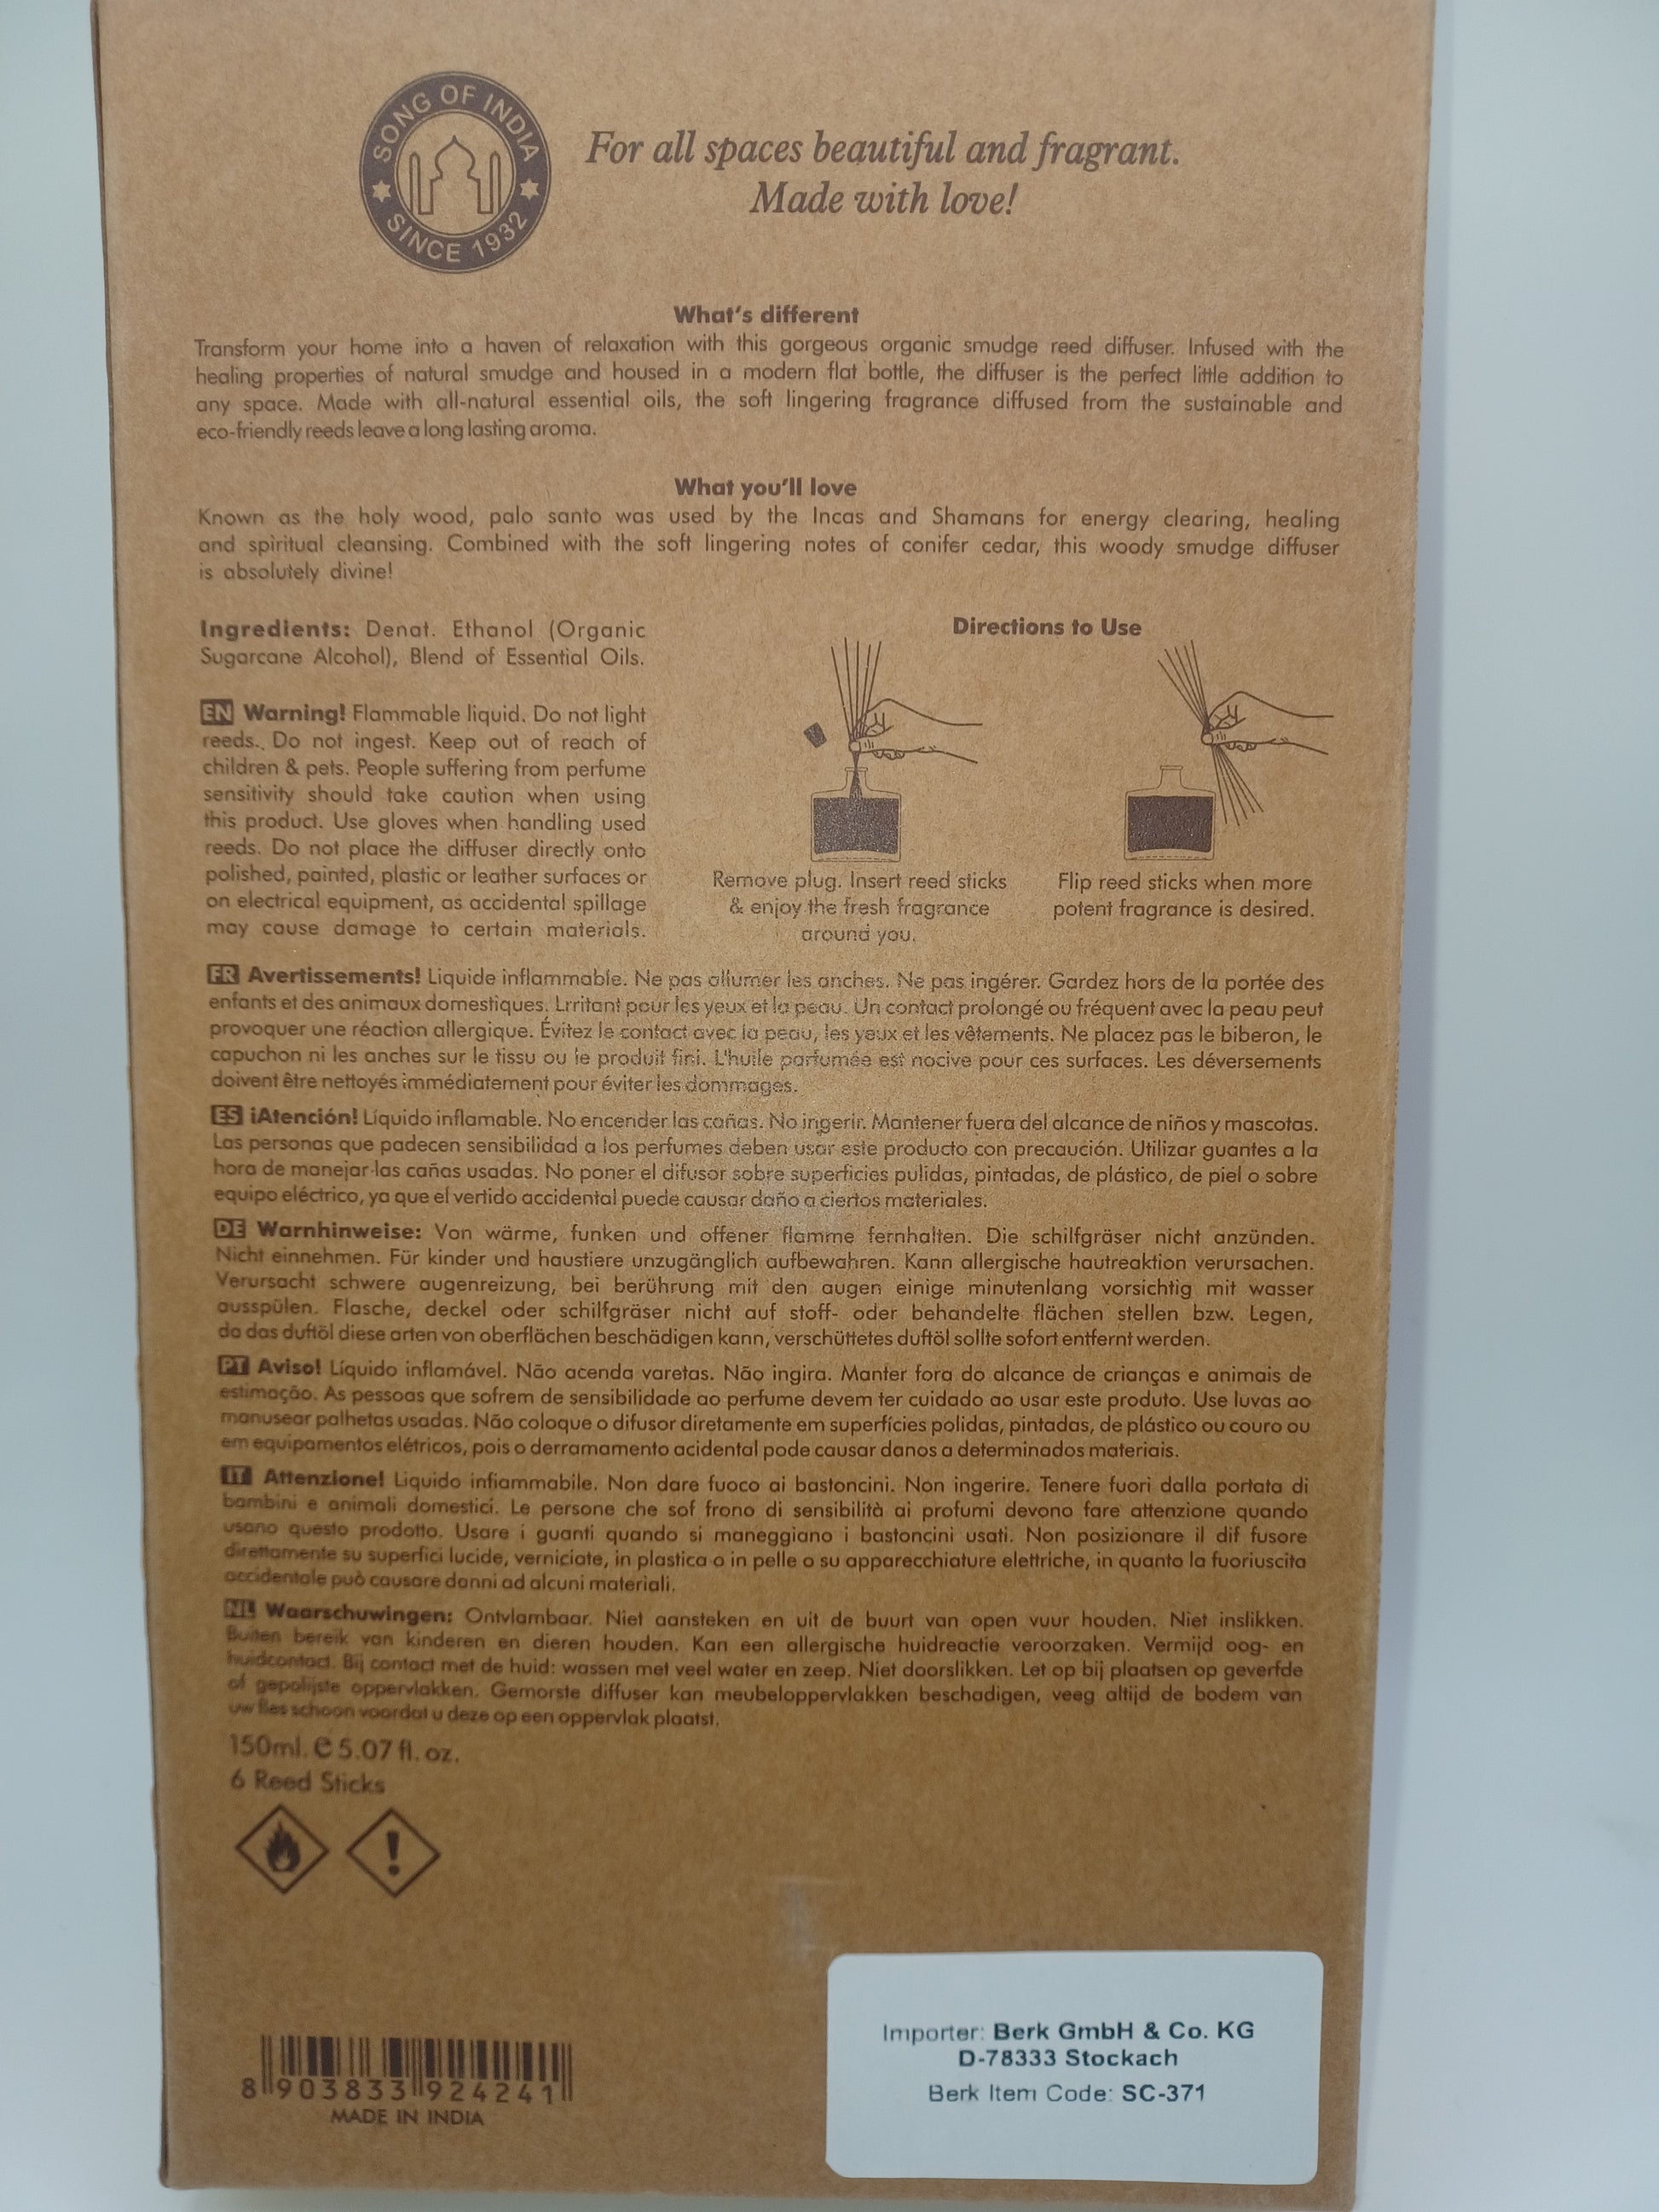 SONG OF INDIA
SINCE 1932
For all spaces beautiful and fragrant.
Made with love!
What's different
Transform your home into a haven of relaxation with this gorgeous organic smudge reed diffuser. Infused with the
healing properties of natural smudge and housed in a modern flat bottle, the diffuser is the perfect little addition to
any space. Made with all-natural essential oils, the soft lingering fragrance diffused from the sustainable and
eco-friendly reeds leave a long lasting aroma.
What you'll love
Known as the holy wood, palo santo was used by the Incas and Shamans for energy clearing, healing
and spiritual cleansing. Combined with the soft lingering notes of conifer cedar, this woody smudge diffuser
is absolutely divine!
Ingredients: Denat. Ethanol (Organic
Sugarcane Alcohol), Blend of Essential Oils.
EN Warning! Flammable liquid. Do not light
reeds.. Do not ingest. Keep out of reach of
children & pets. People suffering from perfume
sensitivity should take caution when using
this product. Use gloves when handling used
reeds. Do not place the diffuser directly onto
polished, painted, plastic or leather surfaces or
on electrical equipment, as accidental spillage
may cause damage to certain materials.
Directions to Use
Remove plug. Insert reed sticks
& enjoy the fresh fragrance
around you.
Flip reed sticks when more
potent fragrance is desired.
FR Avertissements! Liquide inflammable. Ne pas allumer les anches. Ne pas ingérer. Gardez hors de la portée des
enfants et des animaux domestiques. Lrritant pour les yeux et la peau. Un contact prolongé ou fréquent avec la peau peut
provoquer une réaction allergique. Évitez le contact avec la peau, les yeux et les vêtements. Ne placez pas le biberon, le
capuchon ni les anches sur le tissu ou le produit fini. L'huile parfumée est nocive pour ces surfaces. Les déversements
doivent être nettoyés immédiatement pour éviter les dommages.
ES ¡Atención! Líquido inflamable. No encender las cañas. No ingerir. Mantener fuera del alcance de niños y mascotas.
Las personas que padecen sensibilidad a los perfumes deben usar este producto con precaución. Utilizar guantes a la
hora de manejar las cañas usadas. No poner el difusor sobre superficies pulidas, pintadas, de plástico, de piel o sobre
equipo eléctrico, ya que el vertido accidental puede causar daño a ciertos materiales.
DE Warnhinweise: Von wärme, funken und offener flamme fernhalten. Die schilfgräser nicht anzünden.
Nicht einnehmen. Für kinder und haustiere unzugänglich aufbewahren. Kann allergische hautreaktion verursachen.
Verursacht schwere augenreizung, bei berührung mit den augen einige minutenlang vorsichtig mit wasser
ausspülen. Flasche, deckel oder schilfgräser nicht auf stoff- oder behandelte flächen stellen bzw. Legen,
da das duftöl diese arten von oberflächen beschädigen kann, verschüttetes duftöl sollte sofort entfernt werden.
PT Aviso! Líquido inflamável. Não acenda varetas. Não ingira. Manter fora do alcance de crianças e animais de
estimação. As pessoas que sofrem de sensibilidade ao perfume devem ter cuidado ao usar este produto. Use luvas ao
manusear palhetas usadas. Não coloque o difusor diretamente em superfícies polidas, pintadas, de plástico ou couro ou
em equipamentos elétricos, pois o derramamento acidental pode causar danos a determinados materiais.
IT Attenzione! Liquido infiammabile. Non dare fuoco ai bastoncini. Non ingerire. Tenere fuori dalla portata di
bambini e animali domestici. Le persone che sof frono di sensibilità ai profumi devono fare attenzione quando
usano questo prodotto. Usare i guanti quando si maneggiano i bastoncini usati. Non posizionare il dif fusore
direttamente su superfici lucide, verniciate, in plastica o in pelle o su apparecchiature elettriche, in quanto la fuoriuscita
accidentale può causare danni ad alcuni materiali.
NL Waarschuwingen: Ontvlambaar. Niet aansteken en uit de buurt van open vuur houden. Niet inslikken.
Buiten bereik van kinderen en dieren houden. Kan een allergische huidreactie veroorzaken. Vermijd oog- en
huidcontact. Bij contact met de huid: wassen met veel water en zeep. Niet doorslikken. Let op bij plaatsen op geverfde
of gepolijste oppervlakken. Gemorste diffuser kan meubeloppervlakken beschadigen, veeg altijd de bodem van
uw fles schoon voordat u deze op een oppervlak plaatst.
150ml. e 5.07 fl. oz.
6 Reed Sticks
8 903833 924241
MADE IN INDIA
Importer: Berk GmbH & Co. KG
D-78333 Stockach
Berk Item Code: SC-371